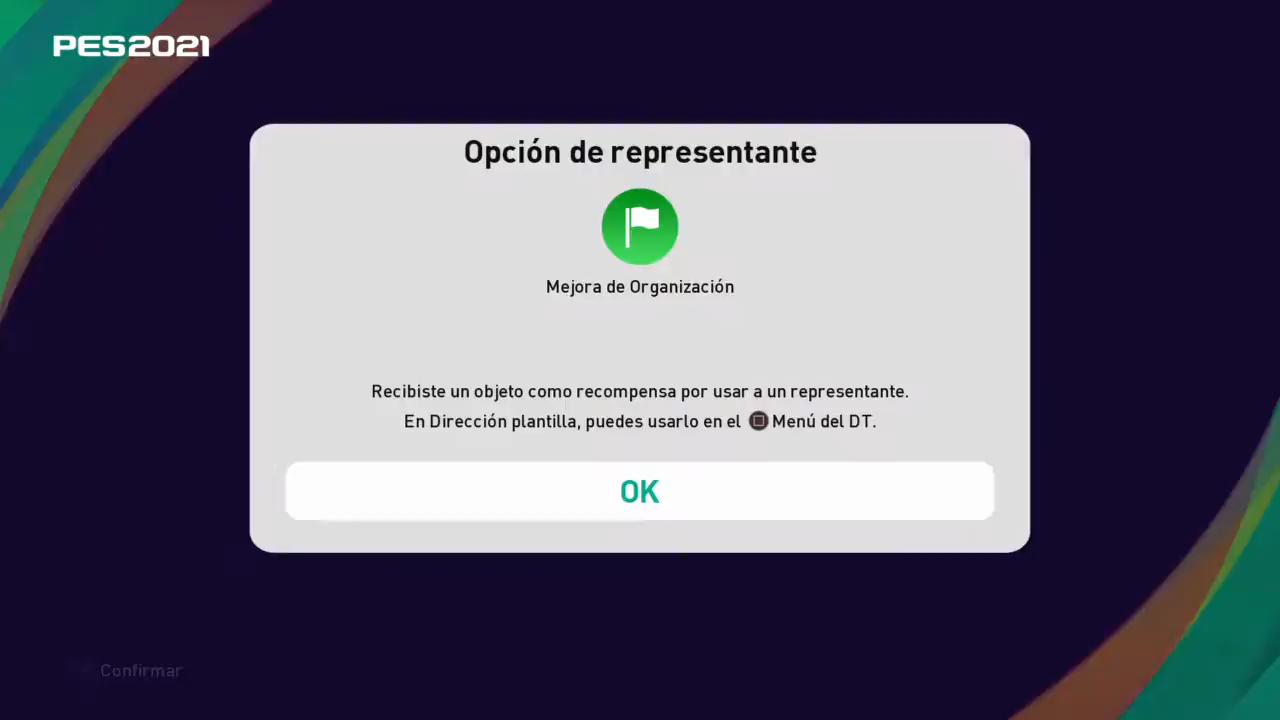 PES2021
Opción de representante
Mejora de Organización
Recibiste un objeto como recompensa por usar a un representante.
En Dirección plantilla, puedes usarlo en el Menú del DT.
OK
Confirmar